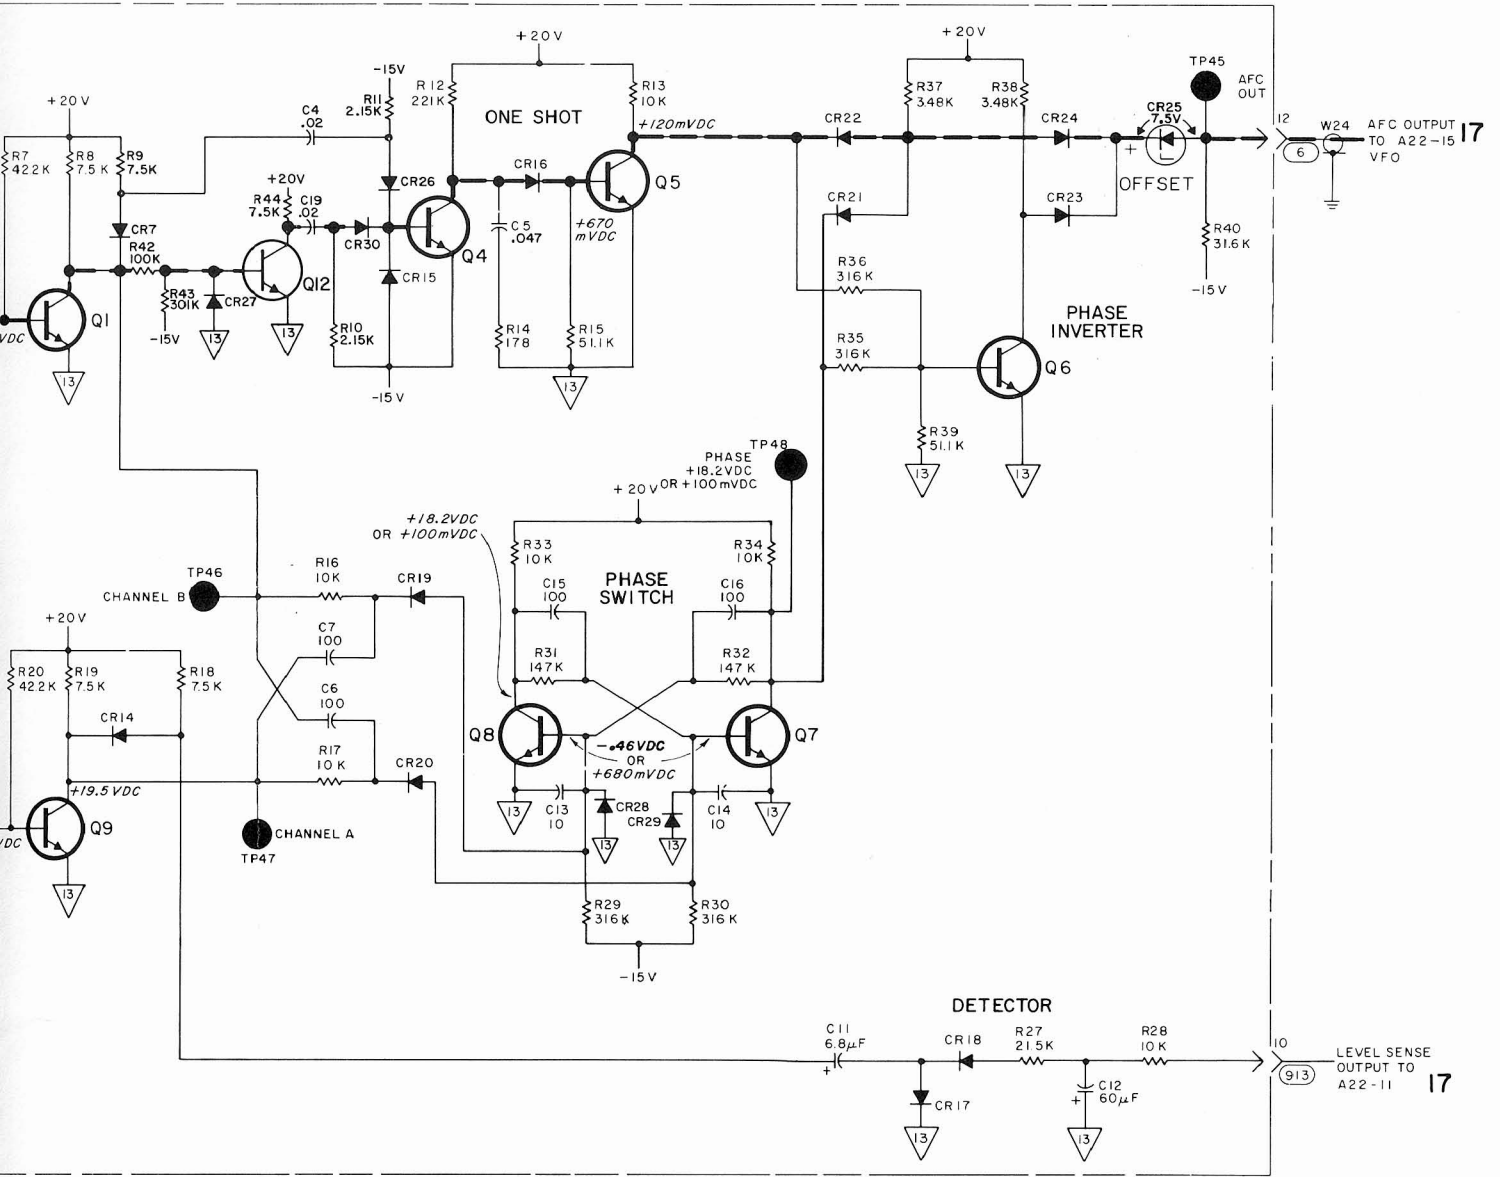 +20V
-15V
+20V
+20V
TP45
AFC
OUT
R7
422K
R8
7.5K
R9
7.5K
C4
.02
R11
2.15K
R12
221K
ONE SHOT
R13
10K
+120mVDC
R37
3.48K
R38
3.48K
CR22
CR24
CR25
7.5V
+
OFFSET
12
6
W24
AFC OUTPUT
TO A22-15
VFO
17
+20V
R44
7.5K
C19
.02
CR26
CR16
Q5
CR7
R42
100K
CR30
Q4
C5
.047
+670
mVDC
CR21
CR23
R40
31.6K
-15V
Q1
VDC
R43
301K
-15V
CR27
Q12
CR15
R10
2.15K
R14
178
R15
51.1K
R36
316K
R35
316K
PHASE
INVERTER
Q6
13
13
13
-15V
13
R39
51.1K
13
13
TP48
PHASE
+18.2VDC
OR +100mVDC
+20V
+18.2VDC
OR +100mVDC
R33
10K
R34
10K
TP46
CHANNEL B
R16
10K
CR19
C15
100
PHASE
SWITCH
C16
100
+20V
C7
100
R31
147K
R32
147K
R20
422K
R19
7.5K
R18
7.5K
C6
100
CR14
R17
10K
CR20
Q8
-.46VDC
OR
+680mVDC
Q7
+19.5VDC
Q9
VDC
CHANNEL A
TP47
13
C13
10
CR28
CR29
C14
10
13
13
13
13
R29
316K
R30
316K
-15V
DETECTOR
C11
6.8µF
+
CR18
R27
21.5K
R28
10K
10
913
LEVEL SENSE
OUTPUT TO
A22-11
17
CR17
C12
60µF
+
13
13